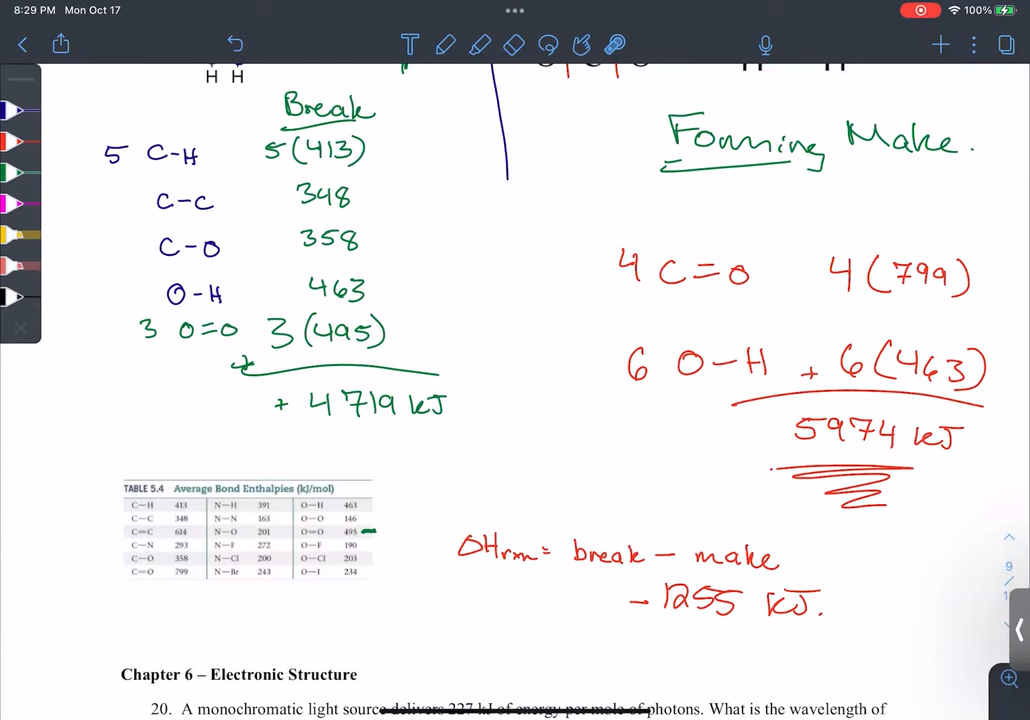 8:29 PM Mon Oct 17
100%
H H
Break
5 C-H 5(413)
C-C 348
C-O 358
O-H 463
3 O=O 3(495)
+ 4719 kJ
Forming Make.
4 C=O 4(799)
6 O-H + 6(463)
5974 kJ
TABLE 5.4 Average Bond Enthalpies (kJ/mol)
C—H 413 N—H 391 O—H 463
C—C 348 N—N 163 O—O 146
C=C 614 N—O 201 O=O 495
C—N 293 N—F 272 O—F 190
C—O 358 N—Cl 200 O—Cl 203
C=O 799 N—Br 243 O—I 234
ΔHrxn= break - make
-1255 kJ.
9
/
Chapter 6 – Electronic Structure
20. A monochromatic light source delivers 227 kJ of energy per mole of photons. What is the wavelength of